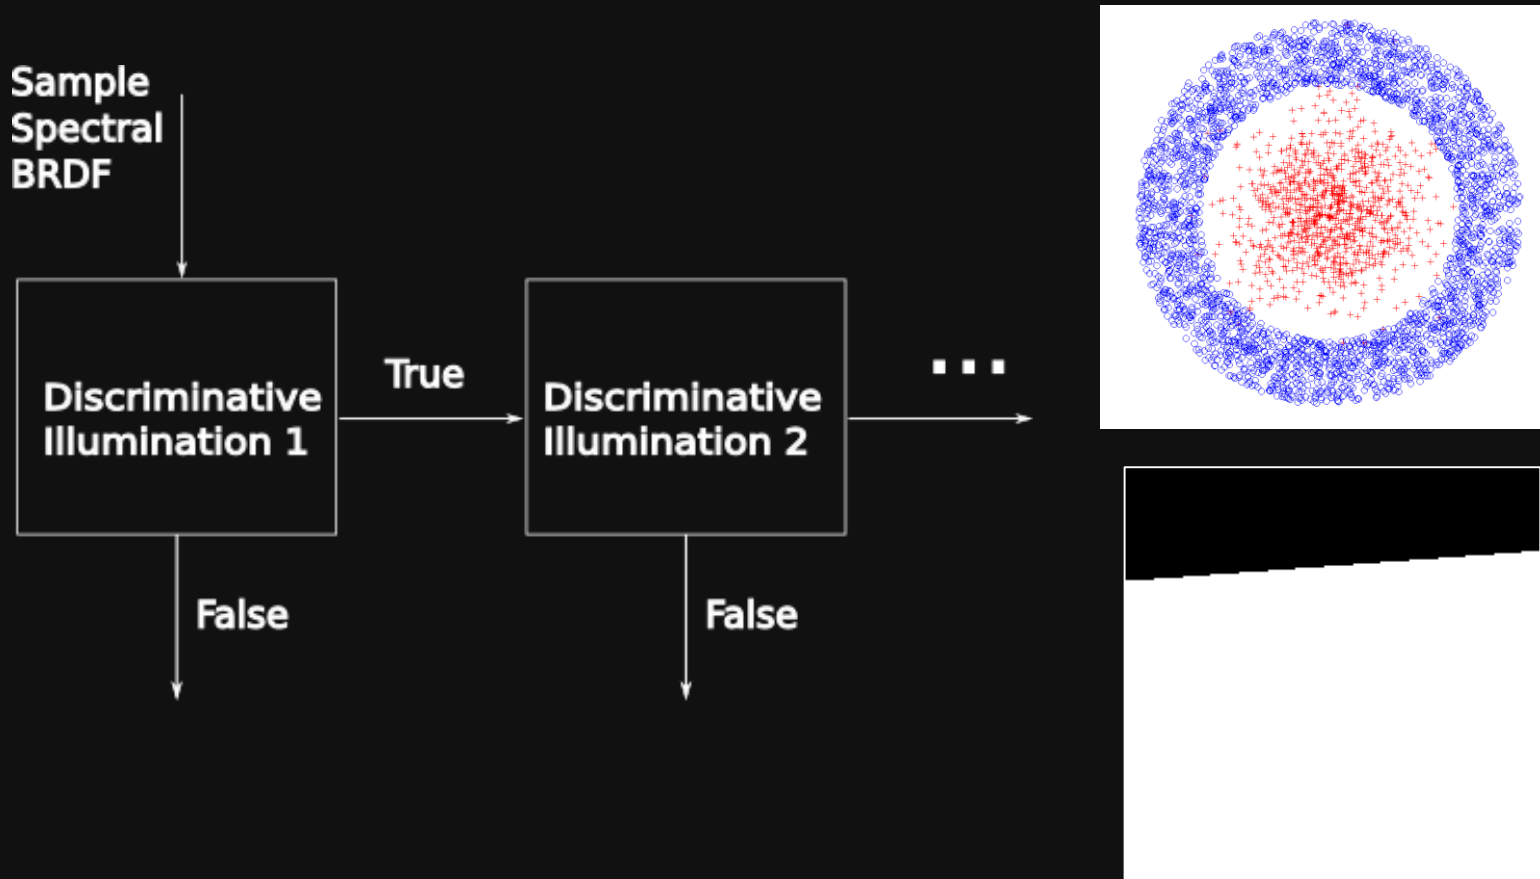 Sample
Spectral
BRDF
Discriminative
Illumination 1
True
Discriminative
Illumination 2
...
False
False